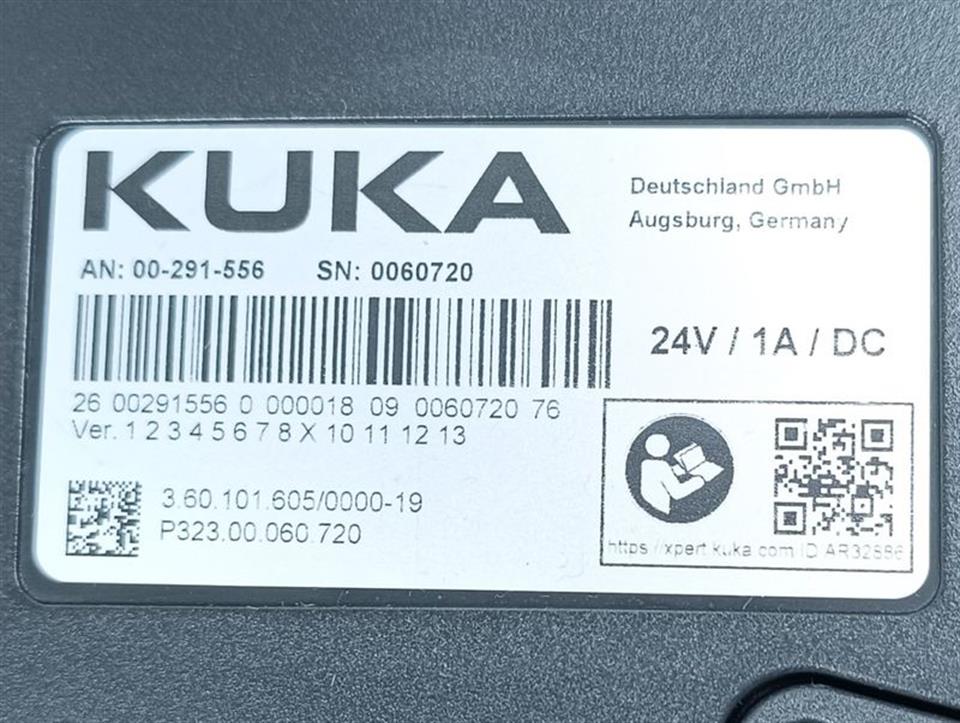 KUKA
Deutschland GmbH
Augsburg, Germany
AN: 00-291-556 SN: 0060720
24V / 1A / DC
26 00291556 0 000018 09 0060720 76
Ver. 1 2 3 4 5 6 7 8 X 10 11 12 13
3.60.101.605/0000-19
P323.00.060.720
https://xpert.kuka.com ID AR32886